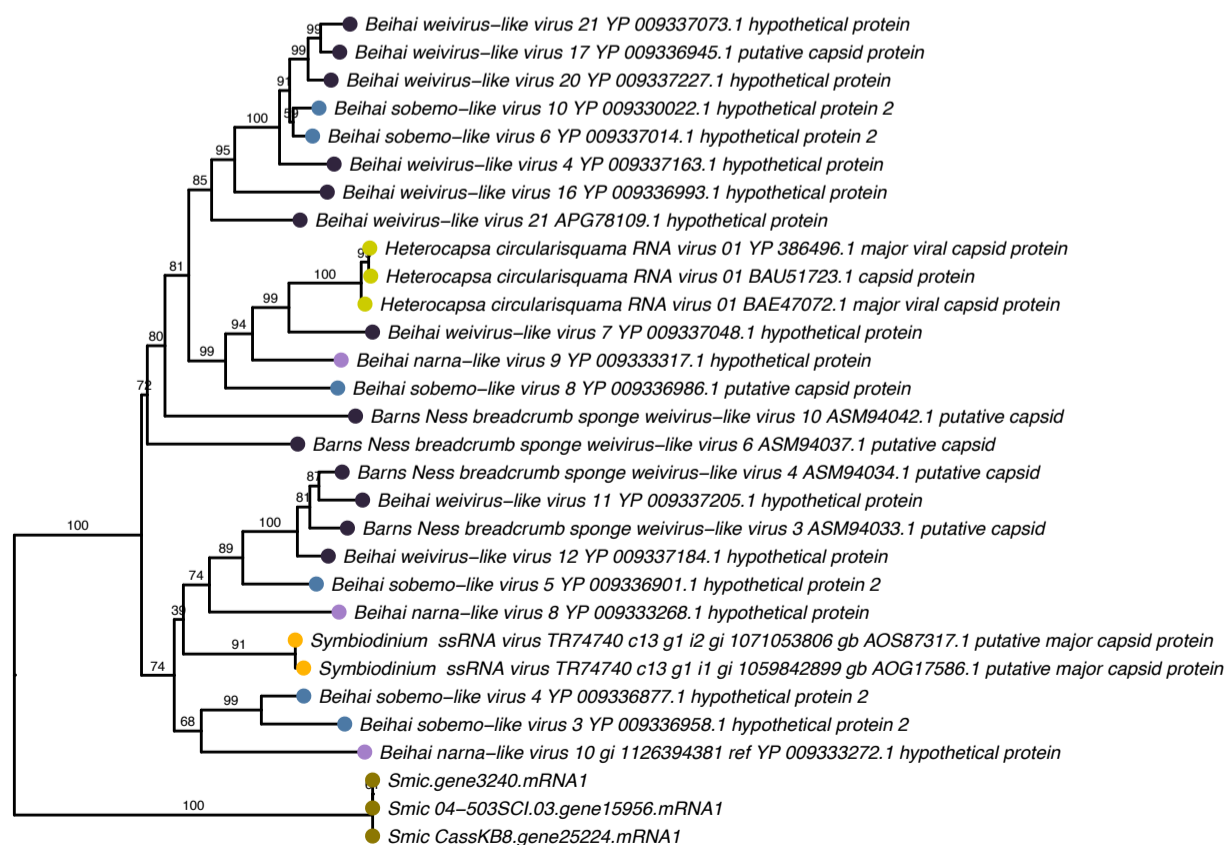 Beihai weivirus–like virus 21 YP 009337073.1 hypothetical protein
99
Beihai weivirus–like virus 17 YP 009336945.1 putative capsid protein
99
Beihai weivirus–like virus 20 YP 009337227.1 hypothetical protein
91
Beihai sobemo–like virus 10 YP 009330022.1 hypothetical protein 2
59
100
Beihai sobemo–like virus 6 YP 009337014.1 hypothetical protein 2
95
Beihai weivirus–like virus 4 YP 009337163.1 hypothetical protein
85
Beihai weivirus–like virus 16 YP 009336993.1 hypothetical protein
Beihai weivirus–like virus 21 APG78109.1 hypothetical protein
Heterocapsa circularisquama RNA virus 01 YP 386496.1 major viral capsid protein
81
100
Heterocapsa circularisquama RNA virus 01 BAU51723.1 capsid protein
99
Heterocapsa circularisquama RNA virus 01 BAE47072.1 major viral capsid protein
94
Beihai weivirus–like virus 7 YP 009337048.1 hypothetical protein
80
99
Beihai narna–like virus 9 YP 009333317.1 hypothetical protein
72
Beihai sobemo–like virus 8 YP 009336986.1 putative capsid protein
Barns Ness breadcrumb sponge weivirus–like virus 10 ASM94042.1 putative capsid
Barns Ness breadcrumb sponge weivirus–like virus 6 ASM94037.1 putative capsid
Barns Ness breadcrumb sponge weivirus–like virus 4 ASM94034.1 putative capsid
87
Beihai weivirus–like virus 11 YP 009337205.1 hypothetical protein
81
100
100
Barns Ness breadcrumb sponge weivirus–like virus 3 ASM94033.1 putative capsid
89
Beihai weivirus–like virus 12 YP 009337184.1 hypothetical protein
74
Beihai sobemo–like virus 5 YP 009336901.1 hypothetical protein 2
39
Beihai narna–like virus 8 YP 009333268.1 hypothetical protein
91
Symbiodinium ssRNA virus TR74740 c13 g1 i2 gi 1071053806 gb AOS87317.1 putative major capsid protein
74
Symbiodinium ssRNA virus TR74740 c13 g1 i1 gi 1059842899 gb AOG17586.1 putative major capsid protein
99
Beihai sobemo–like virus 4 YP 009336877.1 hypothetical protein 2
68
Beihai sobemo–like virus 3 YP 009336958.1 hypothetical protein 2
Beihai narna–like virus 10 gi 1126394381 ref YP 009333272.1 hypothetical protein
Smic.gene3240.mRNA1
100
Smic 04–503SCI.03.gene15956.mRNA1
Smic CassKB8.gene25224.mRNA1